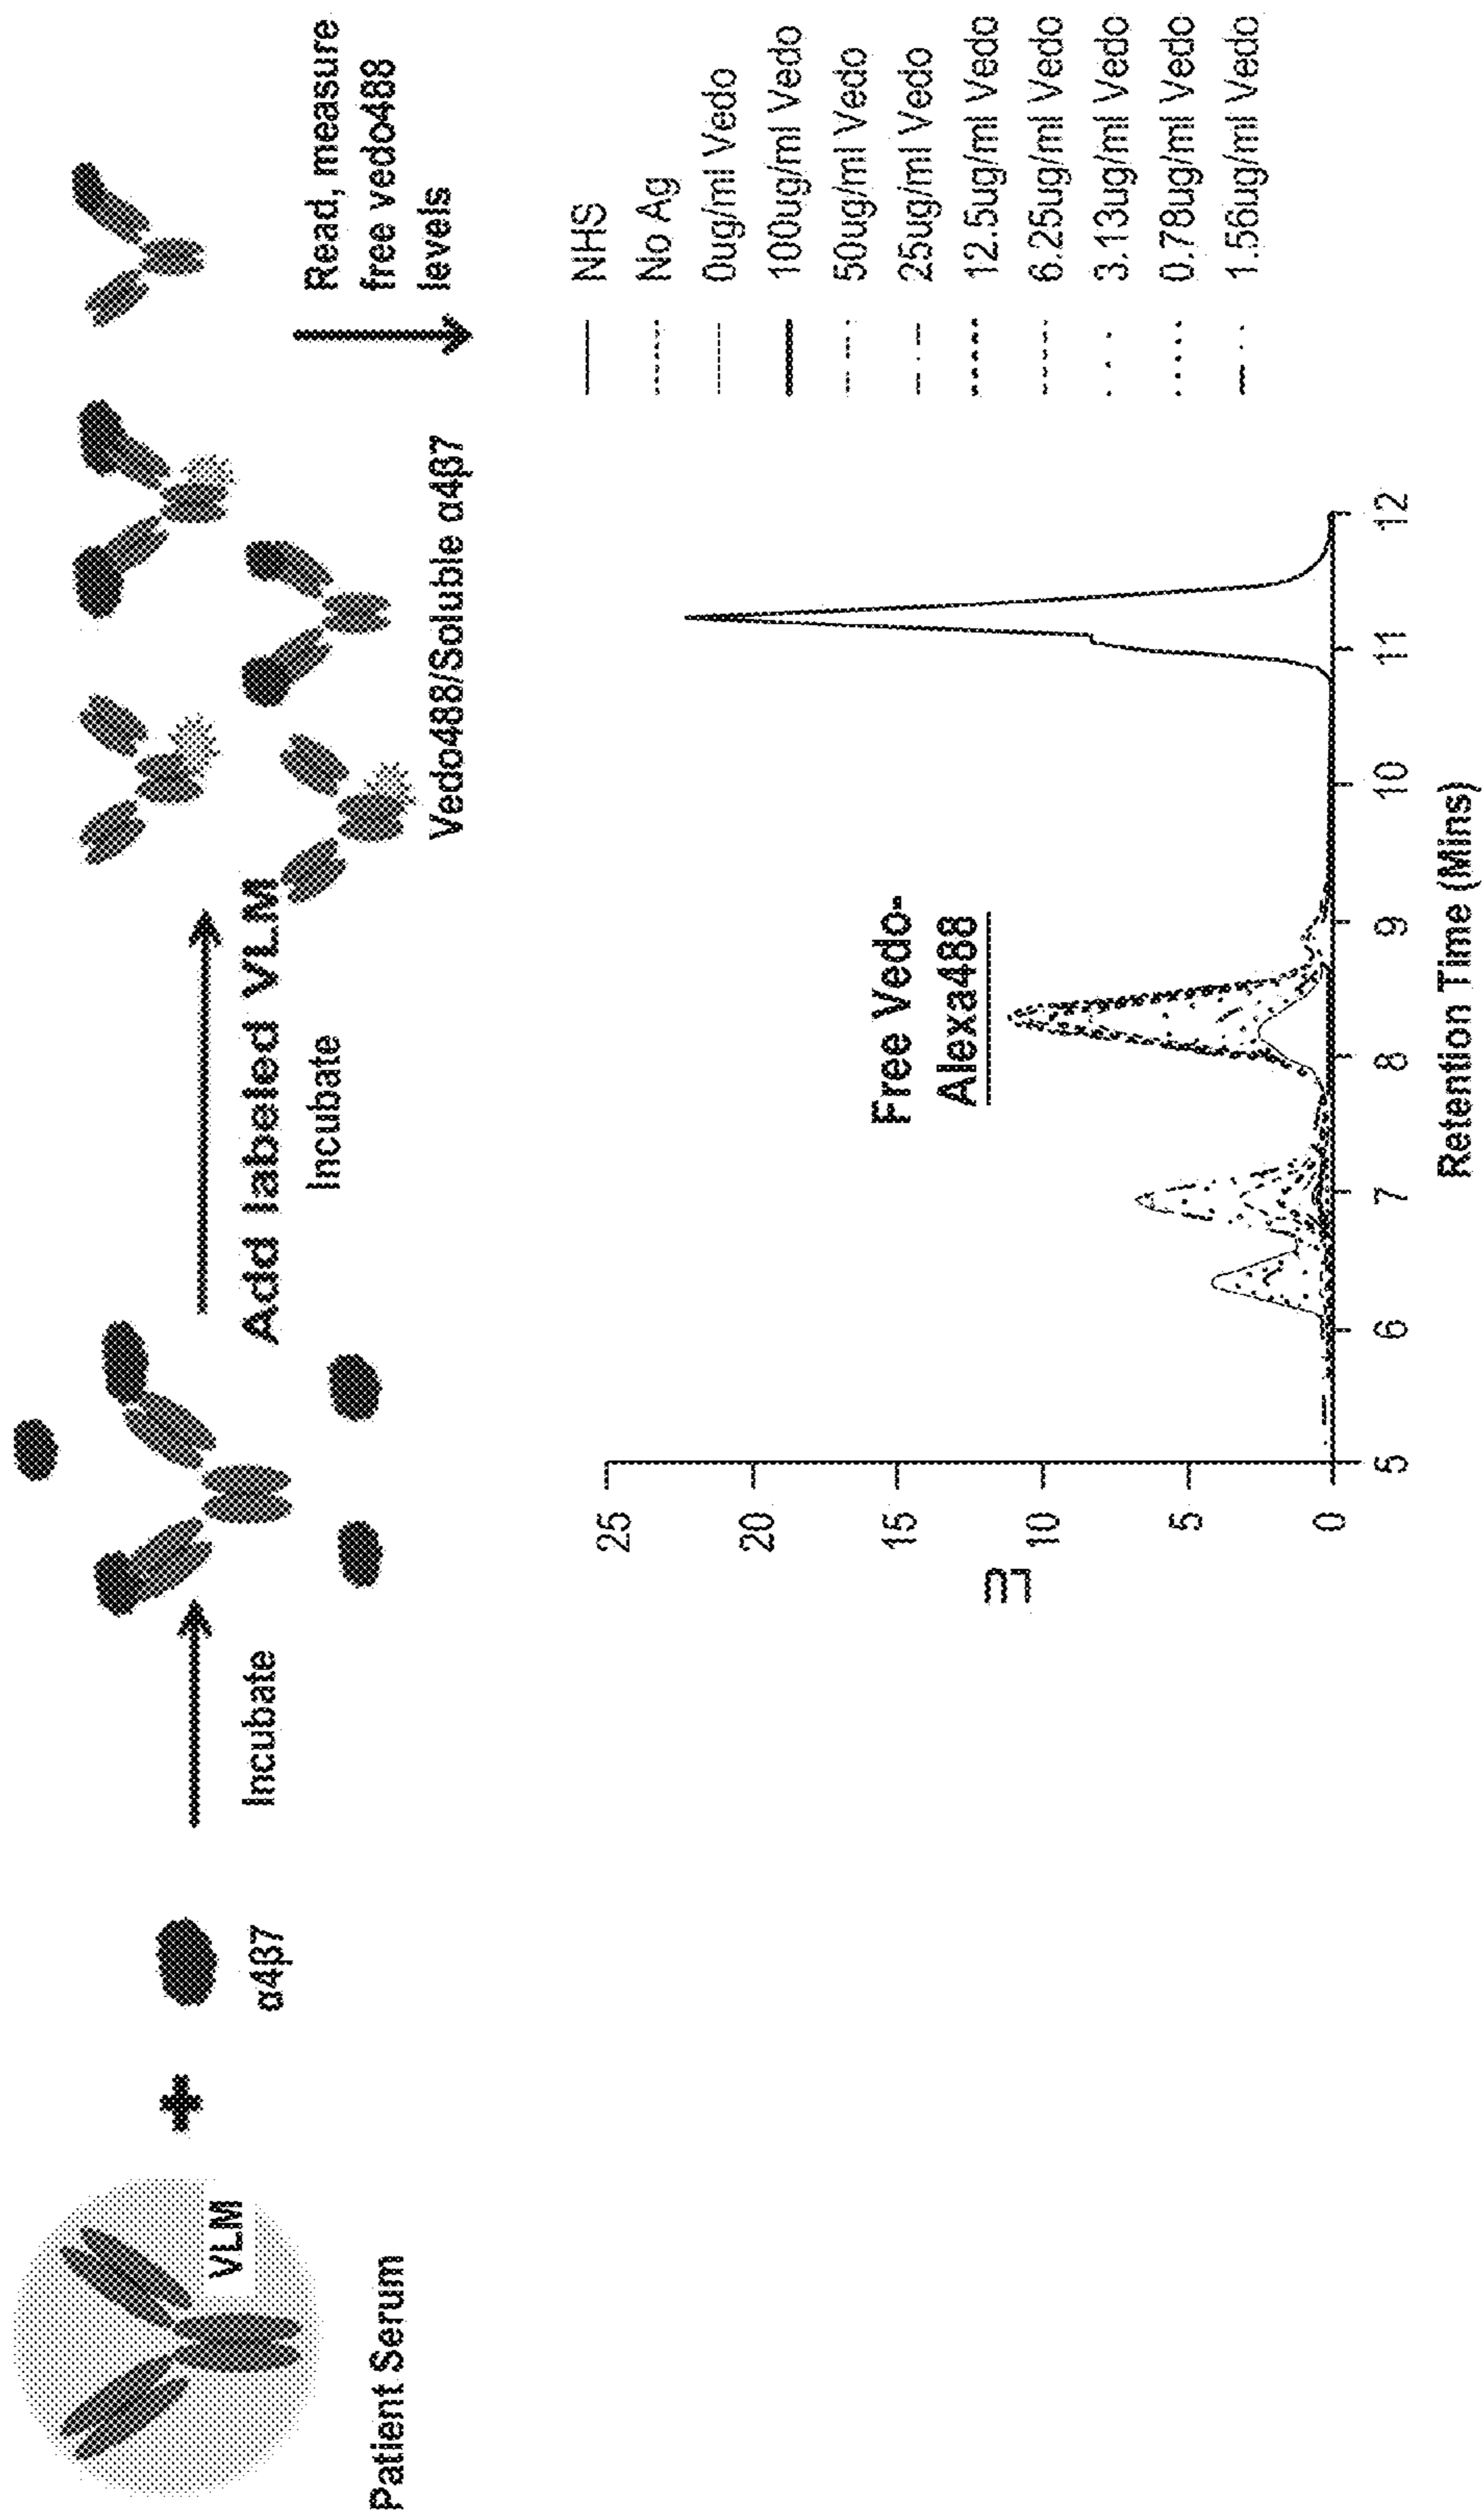 Patient Serum
VLM
α4β7
Incubate
Add labeled VLM
Incubate
Vedo488/Soluble α4β7
Read, measure
free vedo488
levels
LU
25
20
15
10
5
0
5
6
7
8
9
10
11
12
Retention Time (Mins)
Free Vedo-
Alexa488
NHS
No Ag
0ug/ml Vedo
100ug/ml Vedo
50ug/ml Vedo
25ug/ml Vedo
12.5ug/ml Vedo
6.25ug/ml Vedo
3.13ug/ml Vedo
0.78ug/ml Vedo
1.56ug/ml Vedo